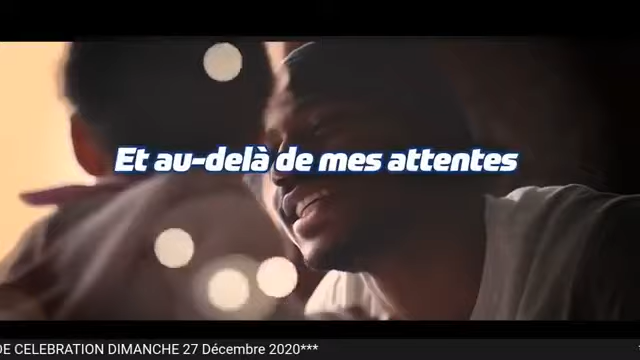 Et au-delà de mes attentes
DE CELEBRATION DIMANCHE 27 Décembre 2020***